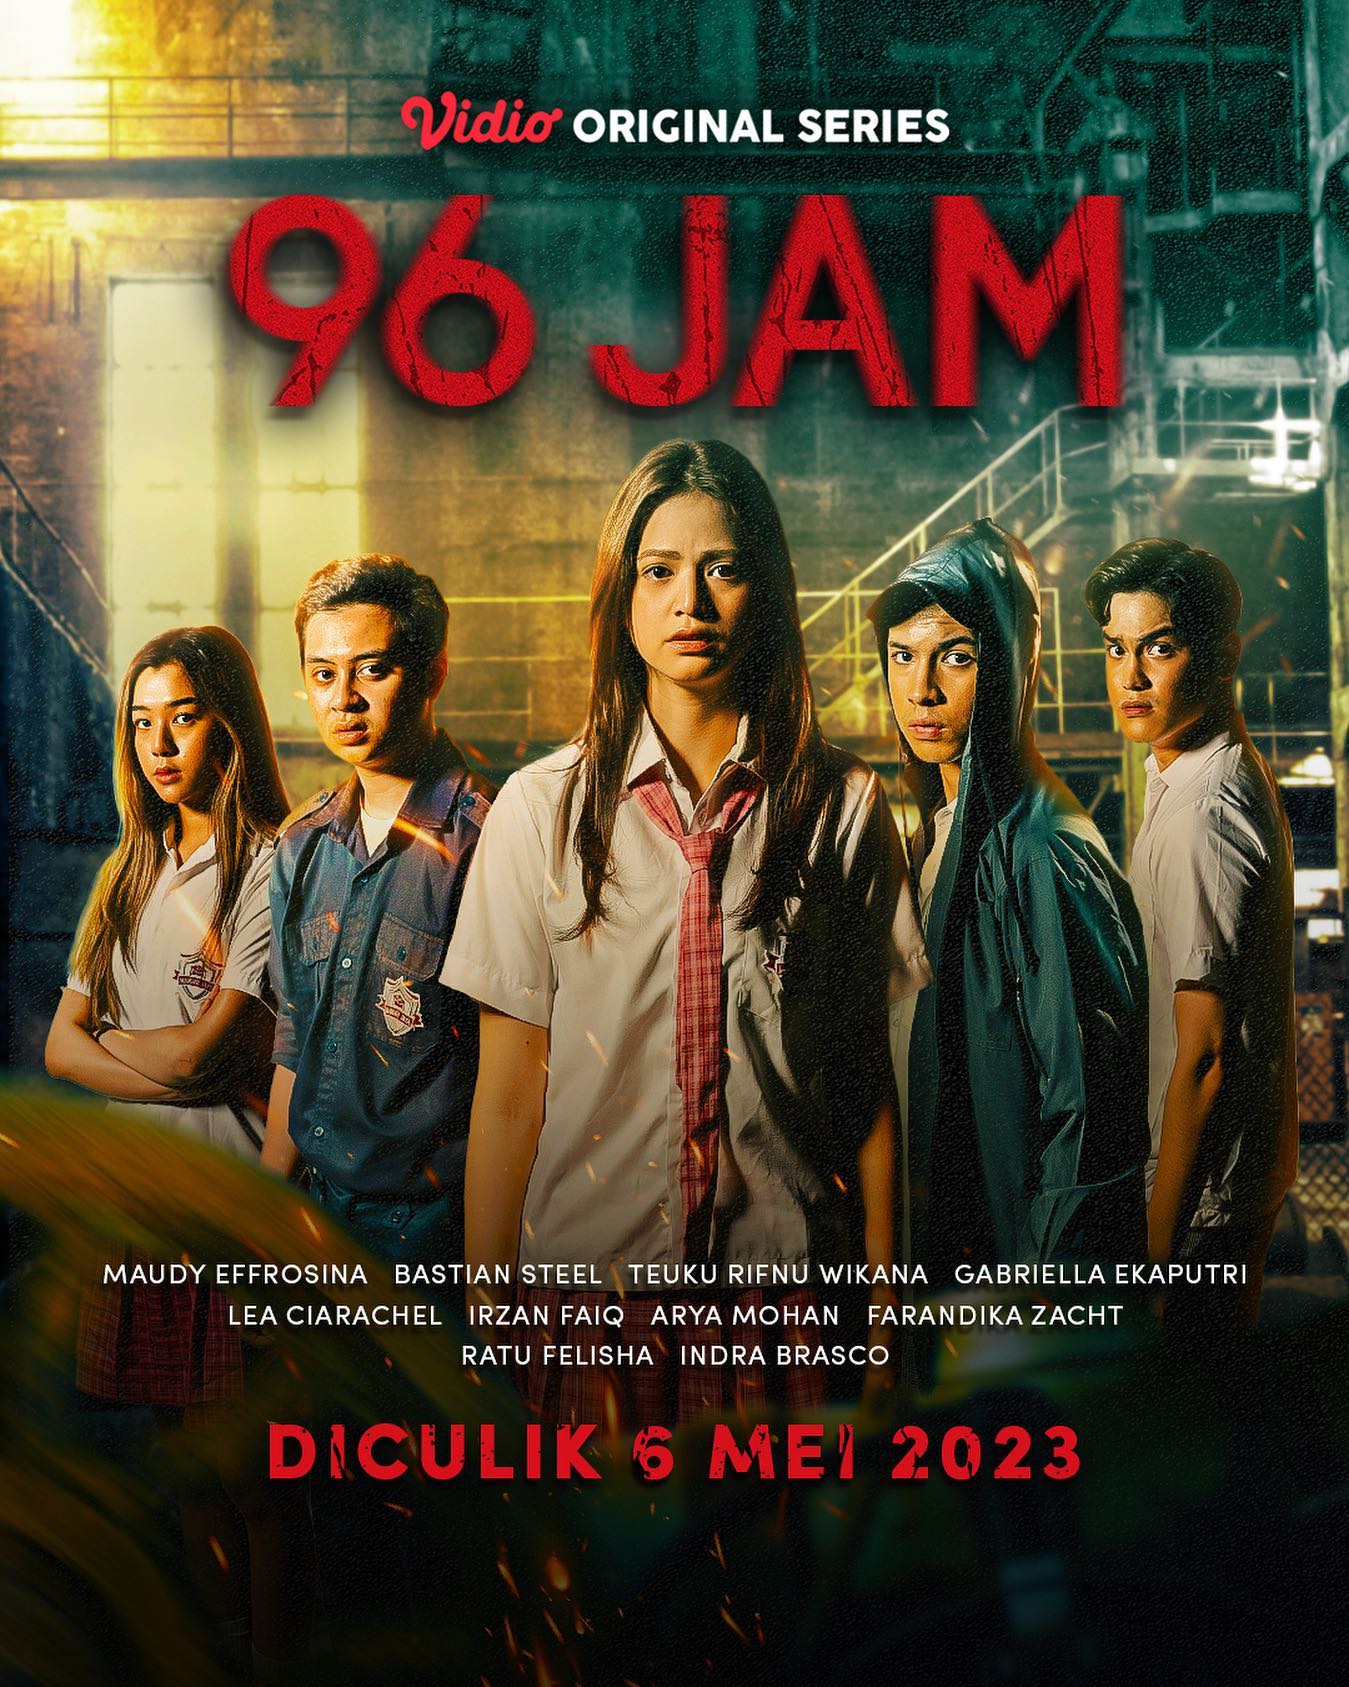 Vidio ORIGINAL SERIES
96 JAM
MAUDY EFFROSINA BASTIAN STEEL TEUKU RIFNU WIKANA GABRIELLA EKAPUTRI
LEA CIARACHEL IRZAN FAIQ ARYA MOHAN FARANDIKA ZACHT
RATU FELISHA INDRA BRASCO
DICULIK 6 MEI 2023